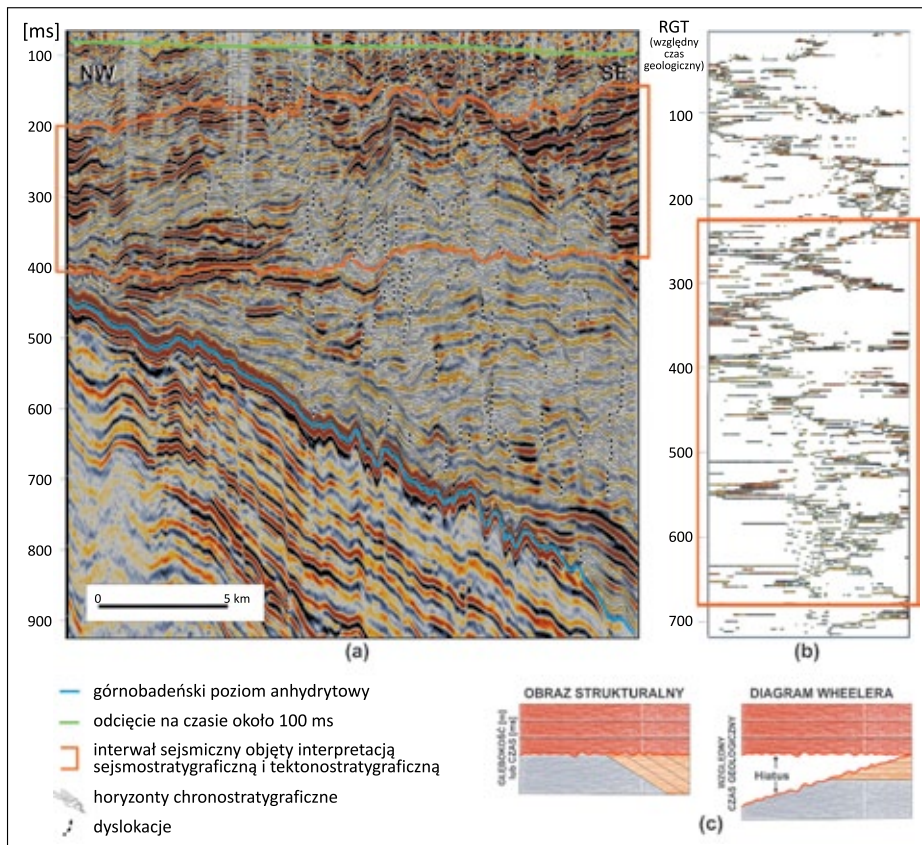 [ms]
100
200
300
400
500
600
700
800
900
NW
SE
0
5 km
(a)
RGT
(względny
czas
geologiczny)
100
200
300
400
500
600
700
(b)
górnobadeński poziom anhydrytowy
odcięcie na czasie około 100 ms
interwał sejsmiczny objęty interpretacją
sejsmostratygraficzną i tektonostratygraficzną
horyzonty chronostratygraficzne
dyslokacje
OBRAZ STRUKTURALNY
GŁĘBOKOŚĆ [m]
lub CZAS [ms]
DIAGRAM WHEELERA
WZGLĘDNY
CZAS GEOLOGICZNY
Hiatus
(c)